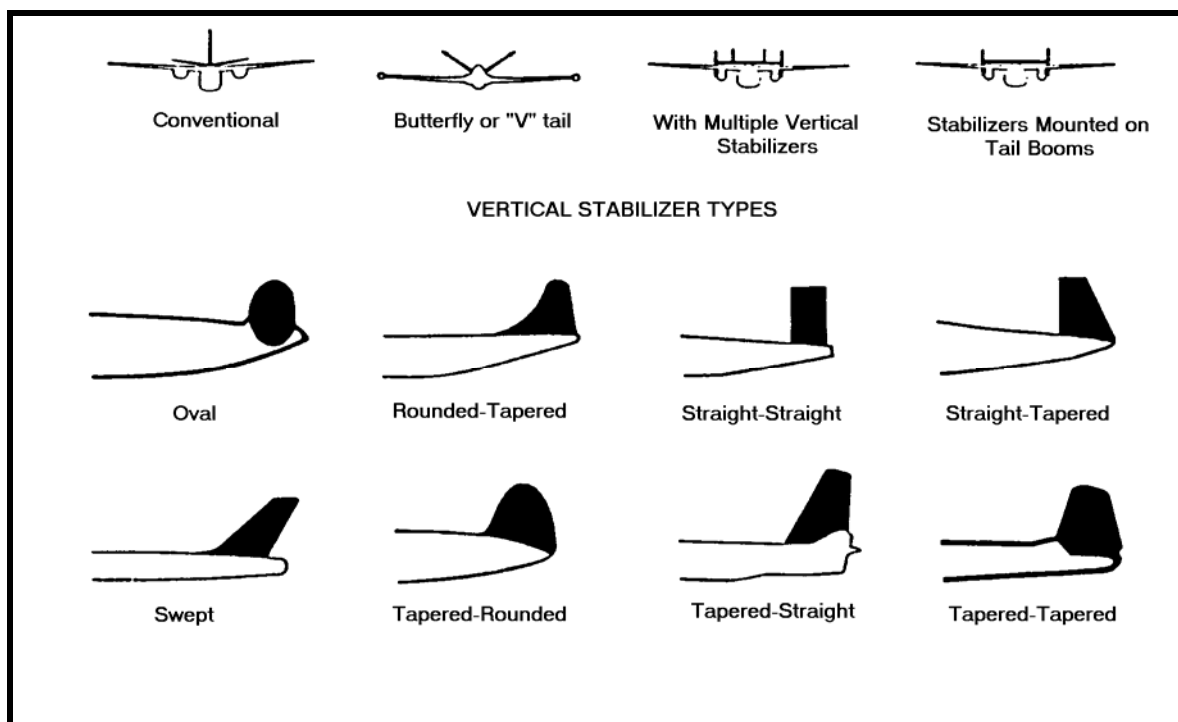 Conventional
Butterfly or "V" tail
With Multiple Vertical
Stabilizers
Stabilizers Mounted on
Tail Booms
VERTICAL STABILIZER TYPES
Oval
Rounded-Tapered
Straight-Straight
Straight-Tapered
Swept
Tapered-Rounded
Tapered-Straight
Tapered-Tapered